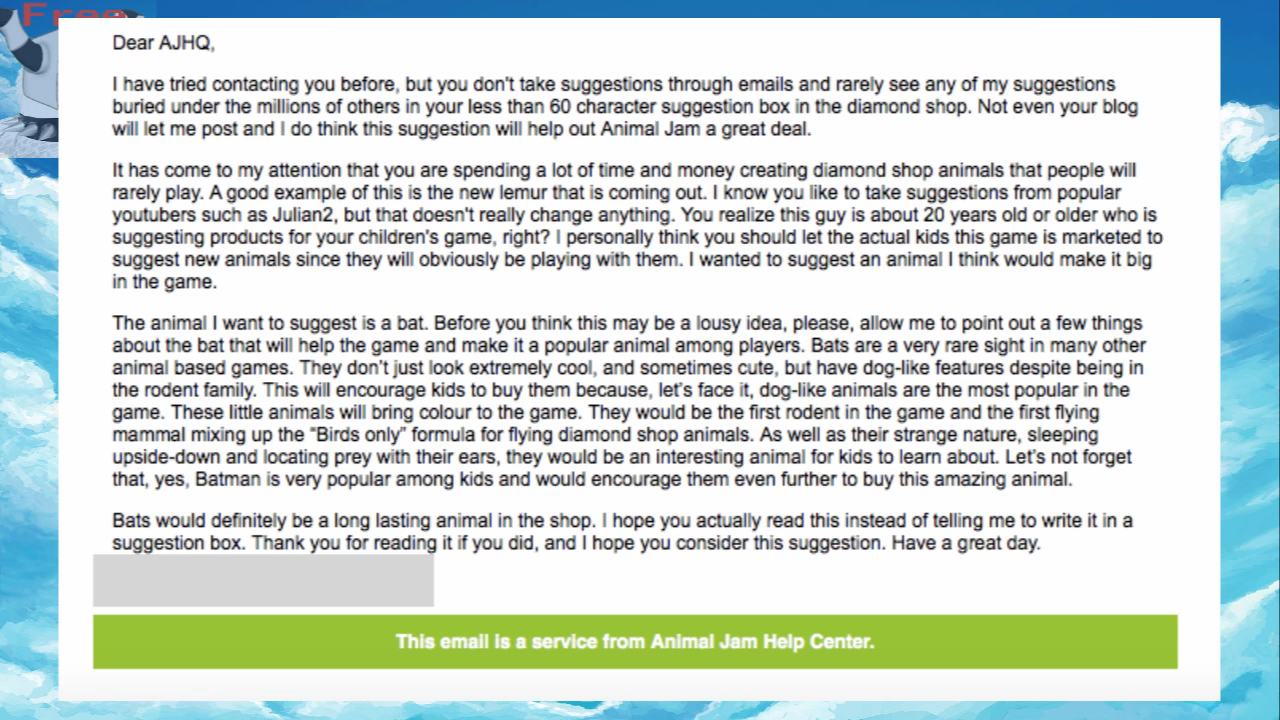 Free
Dear AJHQ,
I have tried contacting you before, but you don't take suggestions through emails and rarely see any of my suggestions
buried under the millions of others in your less than 60 character suggestion box in the diamond shop. Not even your blog
will let me post and I do think this suggestion will help out Animal Jam a great deal.
It has come to my attention that you are spending a lot of time and money creating diamond shop animals that people will
rarely play. A good example of this is the new lemur that is coming out. I know you like to take suggestions from popular
youtubers such as Julian2, but that doesn't really change anything. You realize this guy is about 20 years old or older who is
suggesting products for your children's game, right? I personally think you should let the actual kids this game is marketed to
suggest new animals since they will obviously be playing with them. I wanted to suggest an animal I think would make it big
in the game.
The animal I want to suggest is a bat. Before you think this may be a lousy idea, please, allow me to point out a few things
about the bat that will help the game and make it a popular animal among players. Bats are a very rare sight in many other
animal based games. They don't just look extremely cool, and sometimes cute, but have dog-like features despite being in
the rodent family. This will encourage kids to buy them because, let's face it, dog-like animals are the most popular in the
game. These little animals will bring colour to the game. They would be the first rodent in the game and the first flying
mammal mixing up the “Birds only” formula for flying diamond shop animals. As well as their strange nature, sleeping
upside-down and locating prey with their ears, they would be an interesting animal for kids to learn about. Let's not forget
that, yes, Batman is very popular among kids and would encourage them even further to buy this amazing animal.
Bats would definitely be a long lasting animal in the shop. I hope you actually read this instead of telling me to write it in a
suggestion box. Thank you for reading it if you did, and I hope you consider this suggestion. Have a great day.
This email is a service from Animal Jam Help Center.